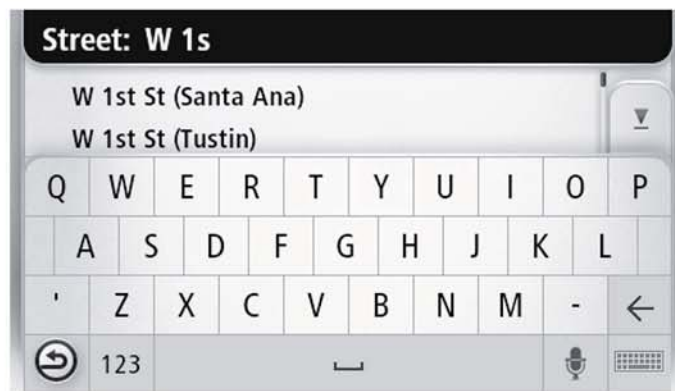 Street: W 1s
W 1st St (Santa Ana)
W 1st St (Tustin)
Q W E R T Y U I O P
A S D F G H J K L
' Z X C V B N M -
123